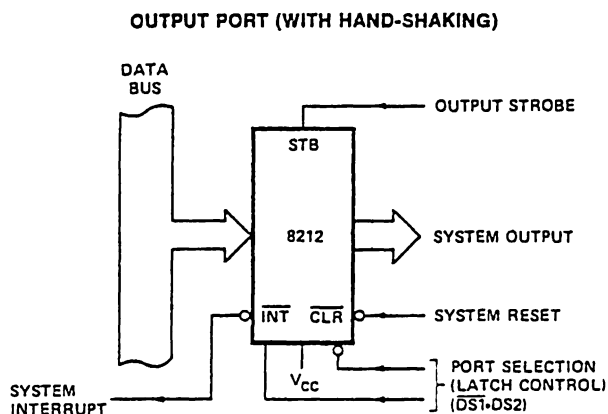 OUTPUT PORT (WITH HAND-SHAKING)
DATA
BUS
OUTPUT STROBE
STB
8212
SYSTEM OUTPUT
INT
CLR
SYSTEM RESET
VCC
PORT SELECTION
(LATCH CONTROL)
(DS1•DS2)
SYSTEM
INTERRUPT